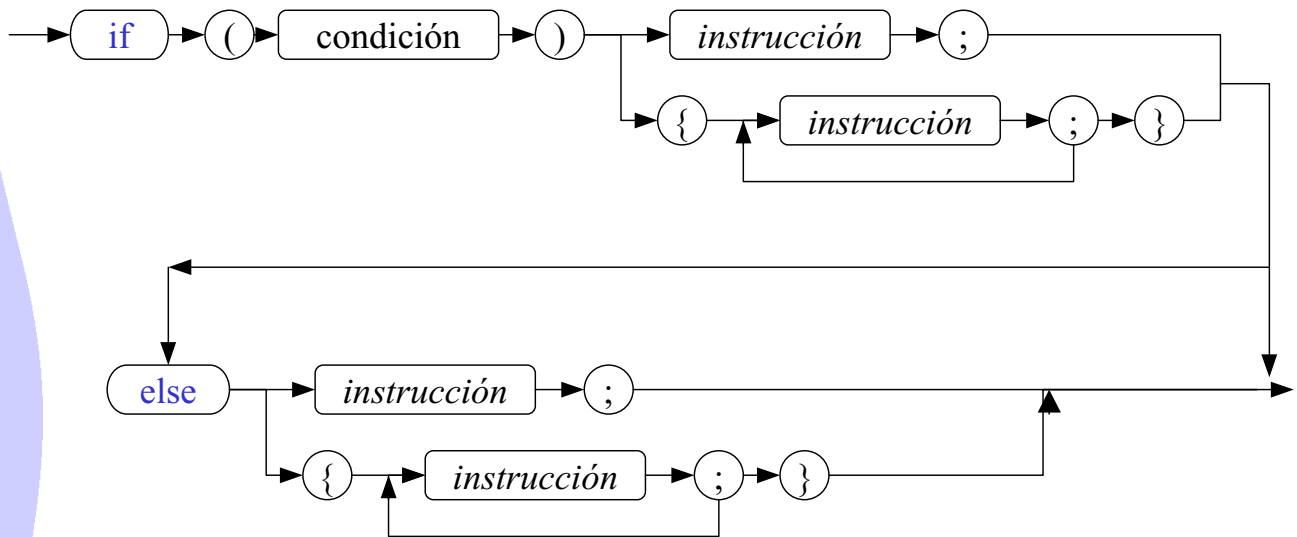 if ( condición ) instrucción ;
{ instrucción ; }
else instrucción ;
{ instrucción ; }